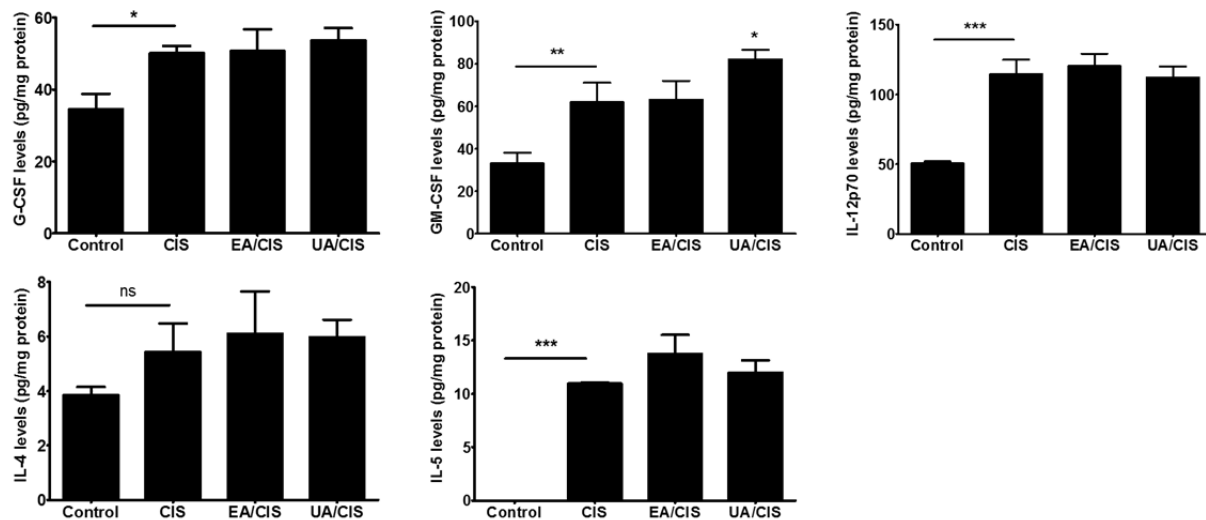 G-CSF levels (pg/mg protein)
60
40
20
0
*
Control CIS EA/CIS UA/CIS
GM-CSF levels (pg/mg protein)
100
80
60
40
20
0
**
*
Control CIS EA/CIS UA/CIS
IL-12p70 levels (pg/mg protein)
150
100
50
0
***
Control CIS EA/CIS UA/CIS
IL-4 levels (pg/mg protein)
8
6
4
2
0
ns
Control CIS EA/CIS UA/CIS
IL-5 levels (pg/mg protein)
20
15
10
5
0
***
Control CIS EA/CIS UA/CIS